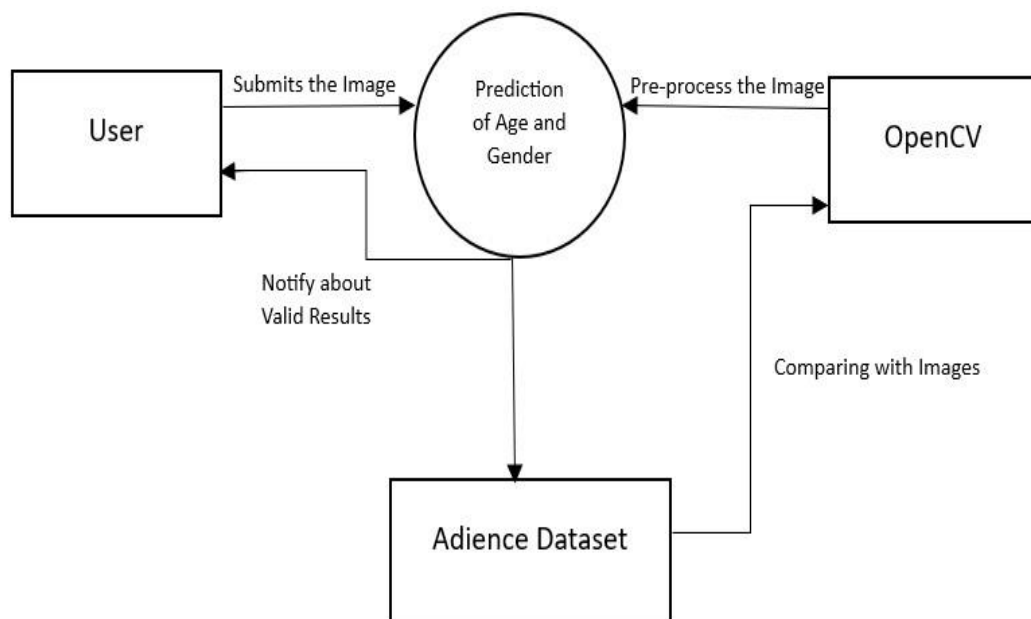 Submits the Image
User
Prediction
of Age and
Gender
Pre-process the Image
OpenCV
Notify about
Valid Results
Comparing with Images
Adience Dataset